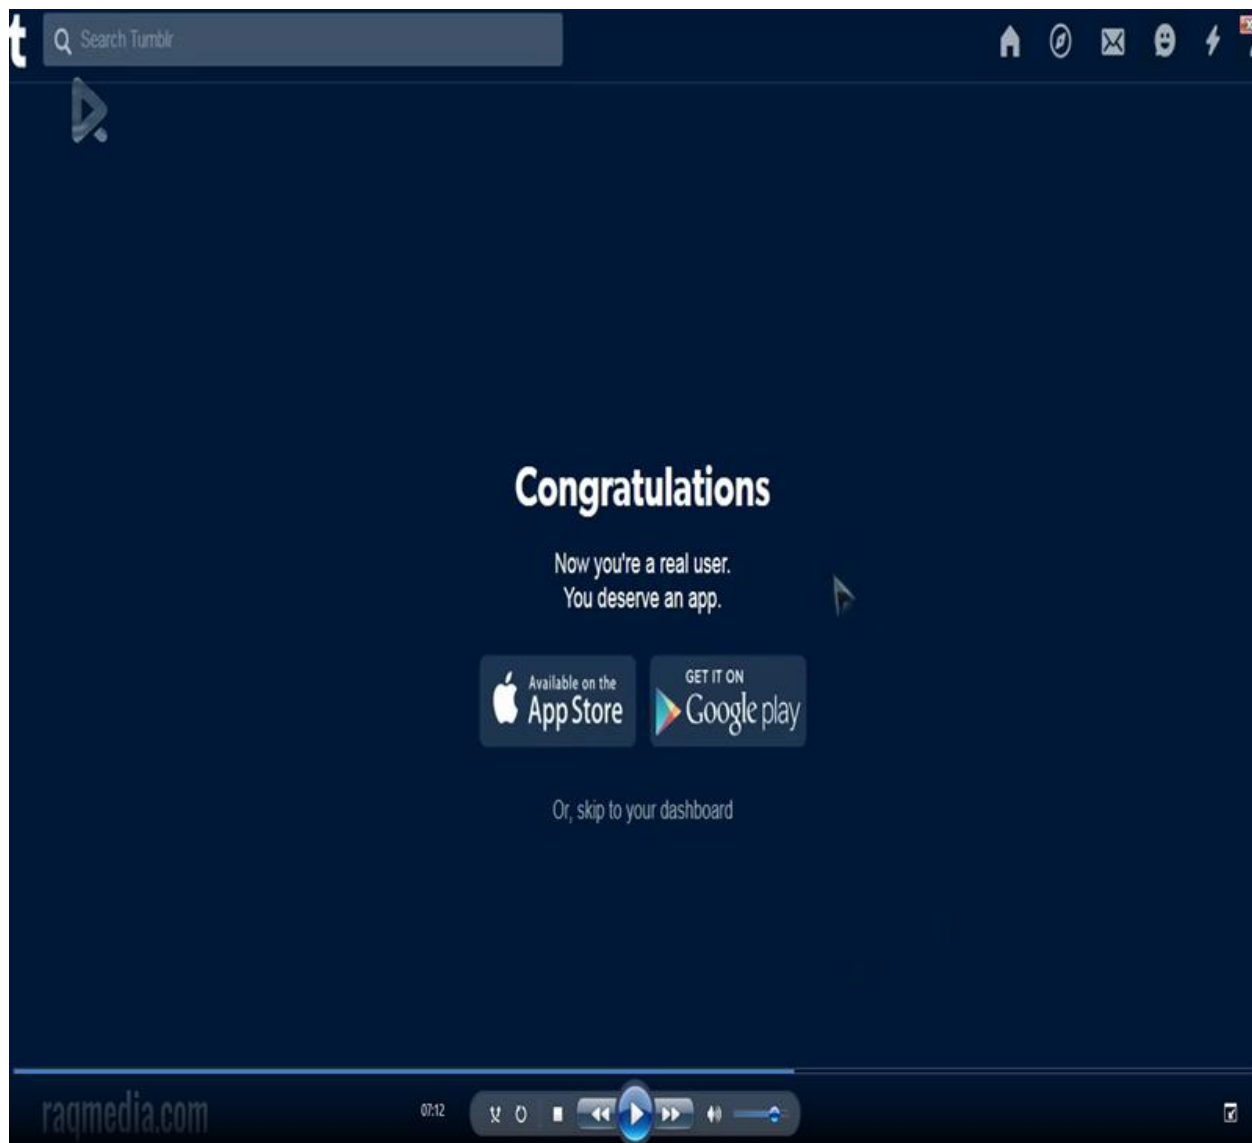 t
Search Tumblr
Congratulations
Now you're a real user.
You deserve an app.
Available on the
App Store
GET IT ON
Google play
Or, skip to your dashboard
raqmedia.com
07:12